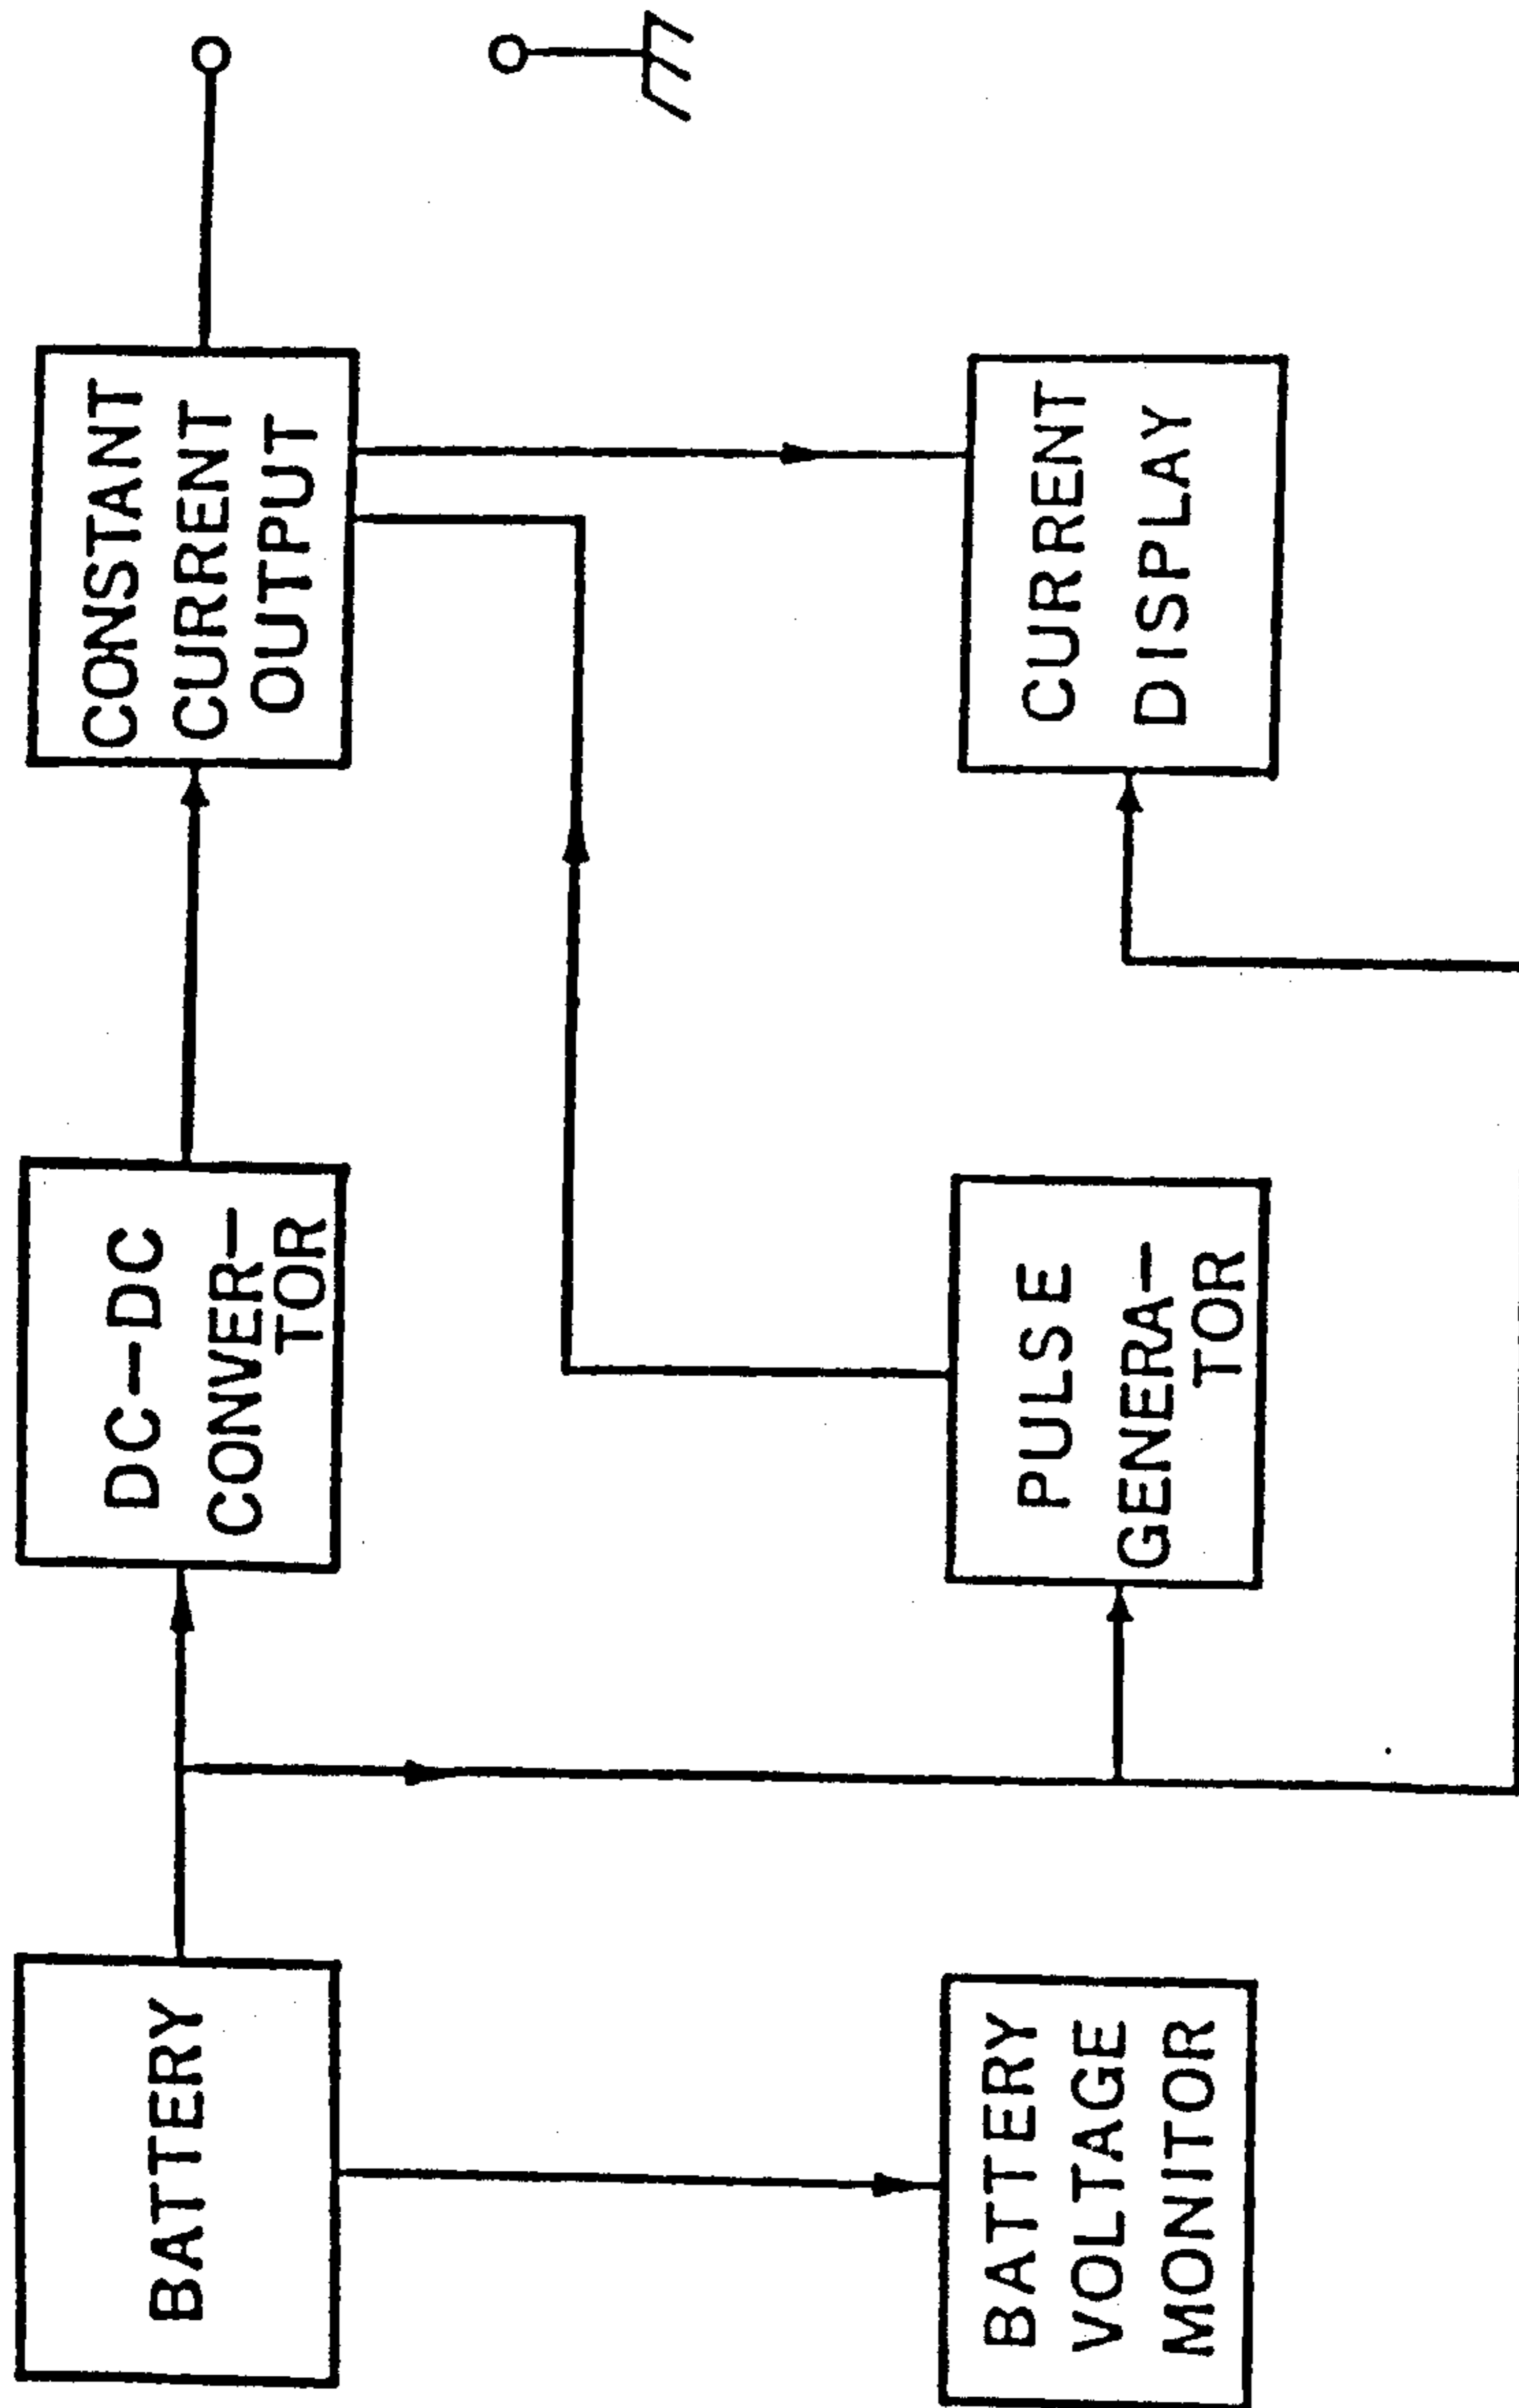 BATTERY
DC-DC
CONVER-
TOR
CONSTANT
CURRENT
OUTPUT
BATTERY
VOLTAGE
MONITOR
PULSE
GENERA-
TOR
CURRENT
DISPLAY